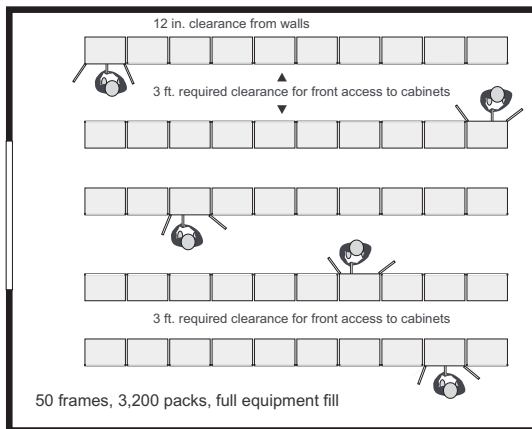 12 in. clearance from walls
3 ft. required clearance for front access to cabinets
3 ft. required clearance for front access to cabinets
50 frames, 3,200 packs, full equipment fill